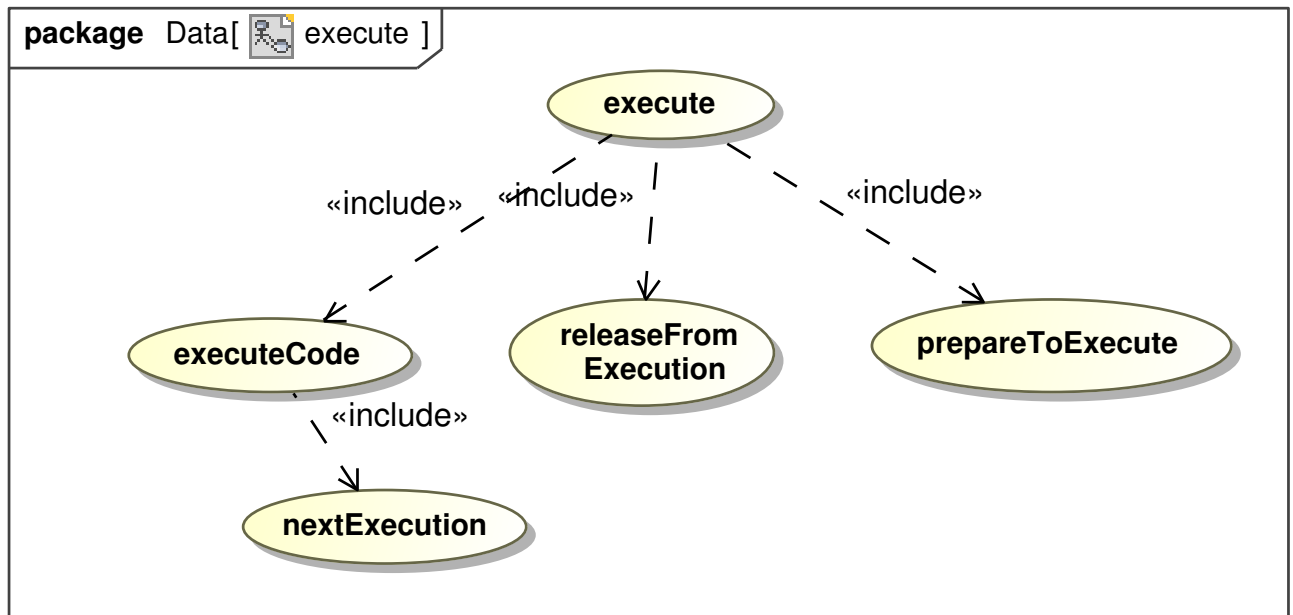 package Data[ execute ]
execute
«include» «include» «include»
executeCode
releaseFrom
Execution
prepareToExecute
«include»
nextExecution